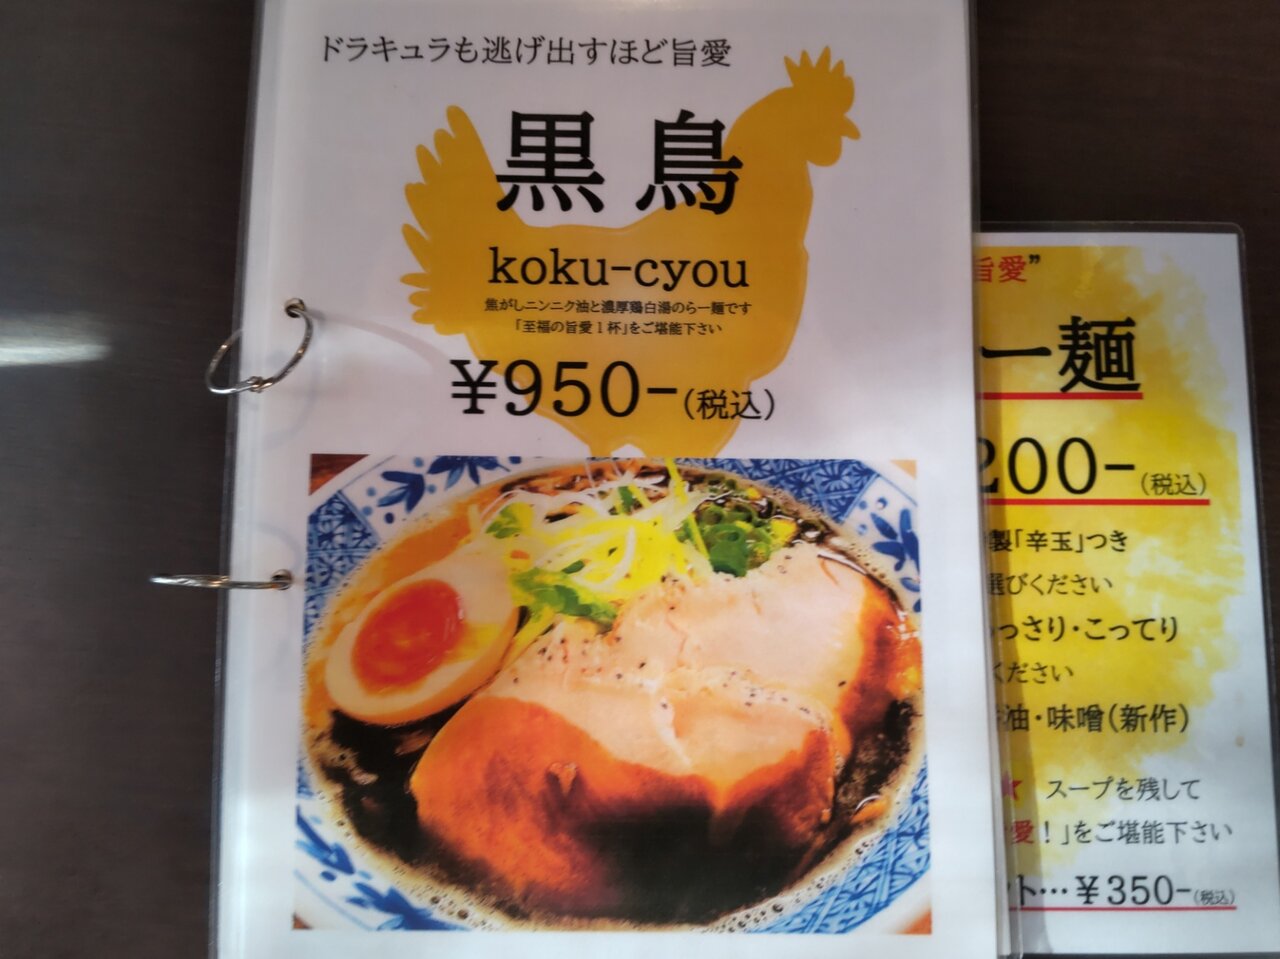 ドラキュラも逃げ出すほど旨愛
黒鳥
koku-cyou
焦がしニンニク油と濃厚鶏白湯のらー麺です
「至福の旨愛１杯」をご堪能下さい
¥950-(税込)
旨愛"
ー麺
200-(税込)
製「辛玉」つき
選びください
っさり・こってり
ください
油・味噌(新作)
★ スープを残して
愛！」をご堪能下さい
ト…¥350-(税込)